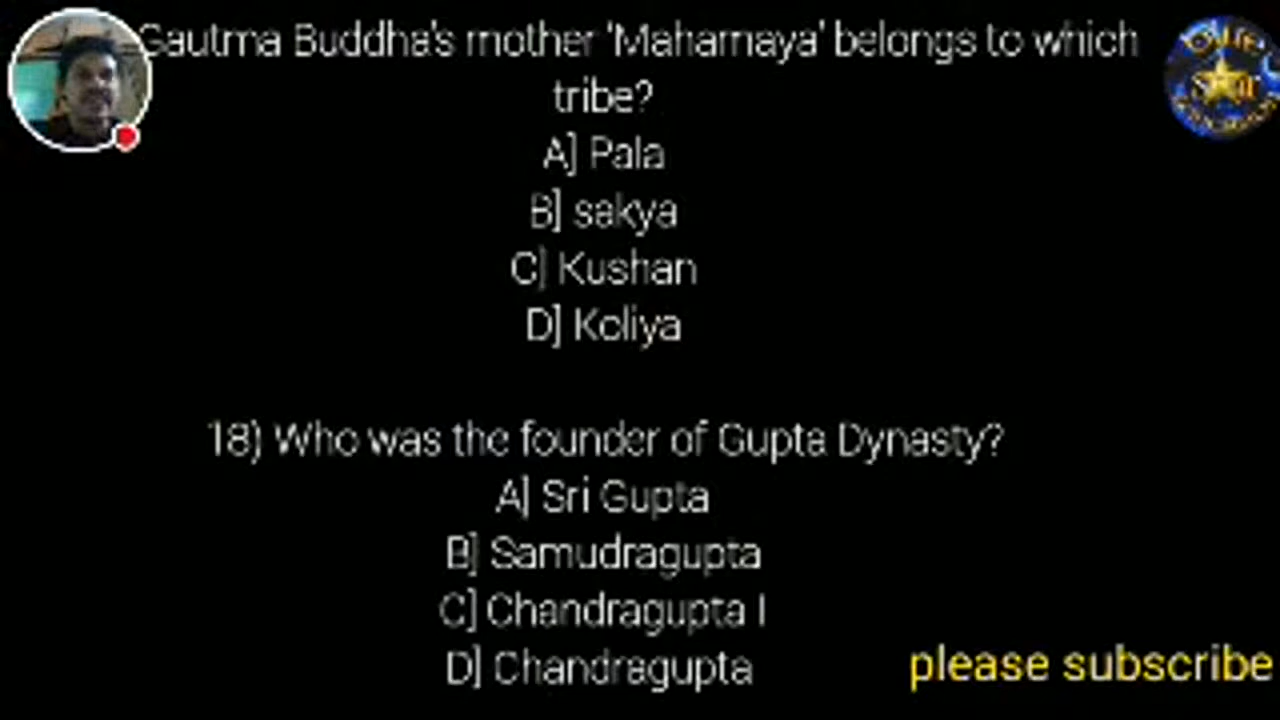 Gautma Buddha's mother 'Mahamaya' belongs to which
tribe?
A] Pala
B] sakya
C] Kushan
D] Koliya
18) Who was the founder of Gupta Dynasty?
A] Sri Gupta
B] Samudragupta
C] Chandragupta I
D] Chandragupta
please subscribe